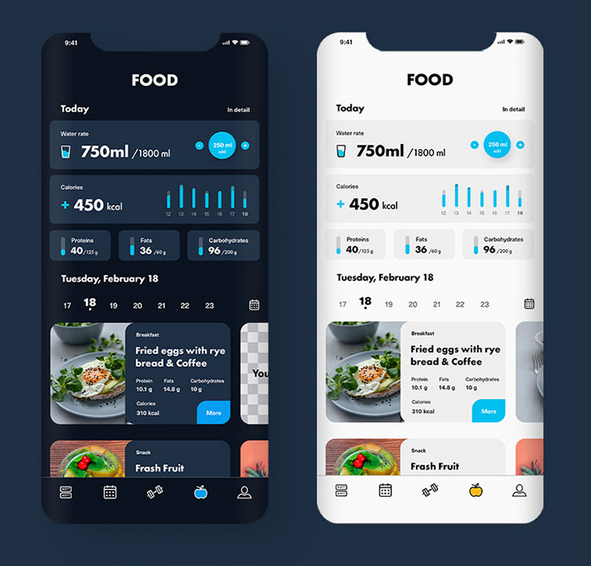 9:41
FOOD
Today In detail
Water rate
750ml /1800 ml
- 250 ml add +
Calories
+ 450 kcal
12 13 14 15 16 17 18
Proteins
40/125 g
Fats
36/60 g
Carbohydrates
96/200 g
Tuesday, February 18
17 18 19 20 21 22 23
Breakfast
Fried eggs with rye
bread & Coffee
Protein Fats Carbohydrates
10.1 g 14.8 g 10 g
Calories
310 kcal
More
You
Snack
Frash Fruit
9:41
FOOD
Today In detail
Water rate
750ml /1800 ml
- 250 ml add +
Calories
+ 450 kcal
12 13 14 15 16 17 18
Proteins
40/125 g
Fats
36/60 g
Carbohydrates
96/200 g
Tuesday, February 18
17 18 19 20 21 22 23
Breakfast
Fried eggs with rye
bread & Coffee
Protein Fats Carbohydrates
10.1 g 14.8 g 10 g
Calories
310 kcal
More
Snack
Frash Fruit